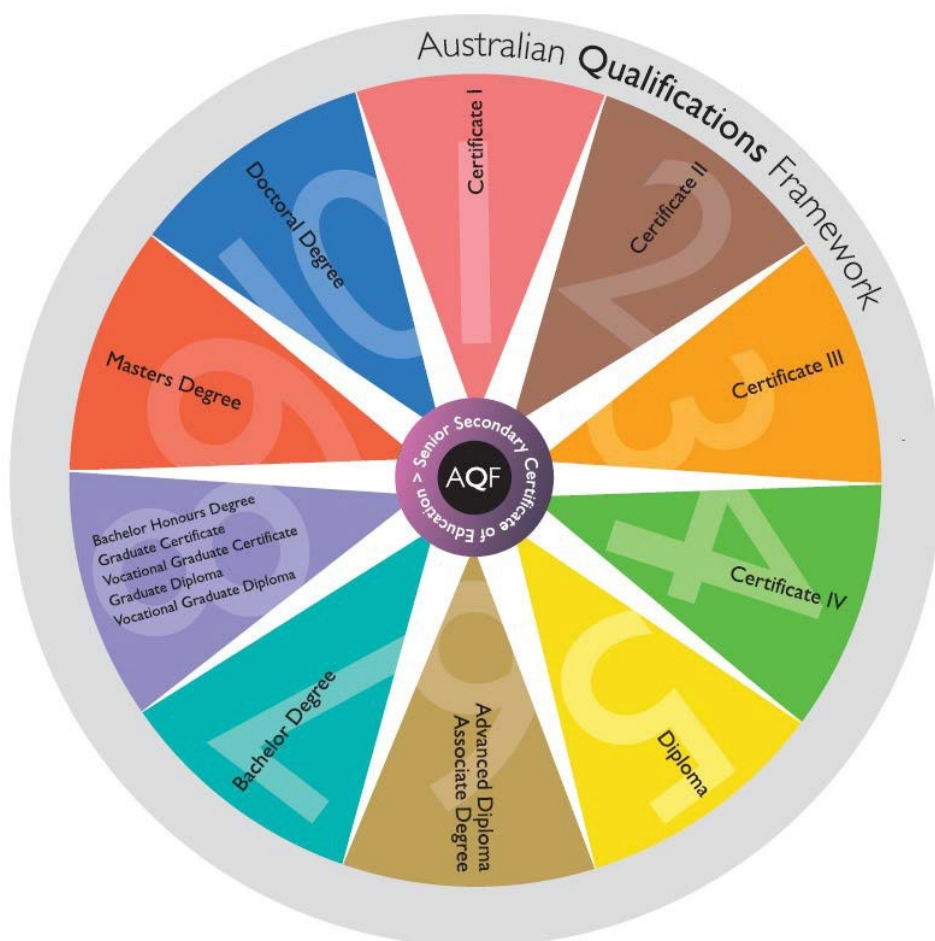 Australian Qualifications Framework
1
Certificate I
2
Certificate II
3
Certificate III
4
Certificate IV
5
Diploma
6
Advanced Diploma
Associate Degree
7
Bachelor Degree
8
Bachelor Honours Degree
Graduate Certificate
Vocational Graduate Certificate
Graduate Diploma
Vocational Graduate Diploma
9
Masters Degree
10
Doctoral Degree
Senior Secondary Certificate of Education >
AQF